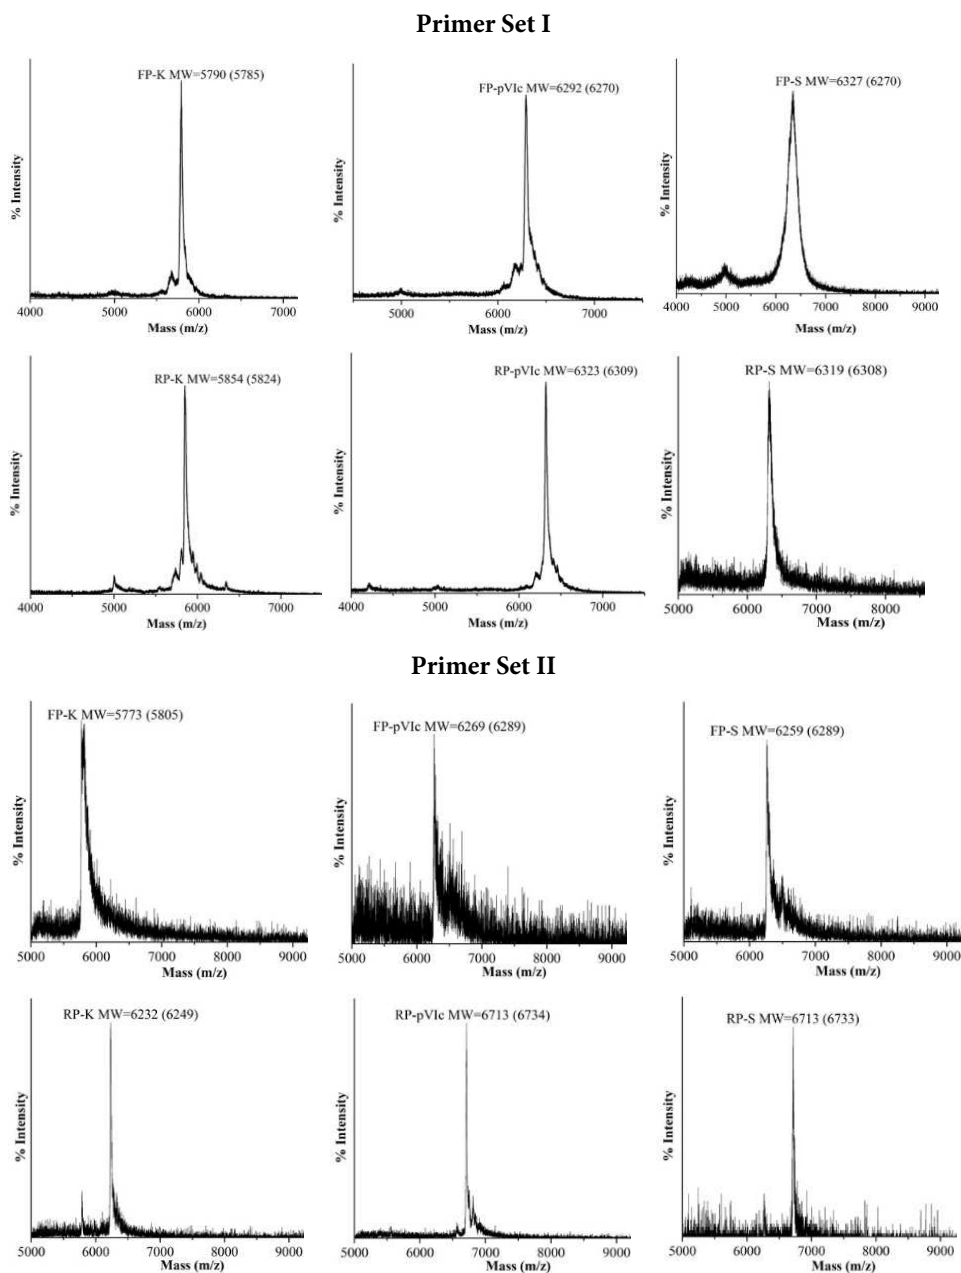 Primer Set I
FP-K MW=5790 (5785)
% Intensity
4000 5000 6000 7000
Mass (m/z)
FP-pVIc MW=6292 (6270)
% Intensity
5000 6000 7000
Mass (m/z)
FP-S MW=6327 (6270)
% Intensity
4000 5000 6000 7000 8000 9000
Mass (m/z)
RP-K MW=5854 (5824)
% Intensity
4000 5000 6000 7000
Mass (m/z)
RP-pVIc MW=6323 (6309)
% Intensity
4000 5000 6000 7000
Mass (m/z)
RP-S MW=6319 (6308)
% Intensity
5000 6000 7000 8000
Mass (m/z)
Primer Set II
FP-K MW=5773 (5805)
% Intensity
5000 6000 7000 8000 9000
Mass (m/z)
FP-pVIc MW=6269 (6289)
% Intensity
5000 6000 7000 8000 9000
Mass (m/z)
FP-S MW=6259 (6289)
% Intensity
5000 6000 7000 8000 9000
Mass (m/z)
RP-K MW=6232 (6249)
% Intensity
5000 6000 7000 8000 9000
Mass (m/z)
RP-pVIc MW=6713 (6734)
% Intensity
5000 6000 7000 8000 9000
Mass (m/z)
RP-S MW=6713 (6733)
% Intensity
5000 6000 7000 8000 9000
Mass (m/z)